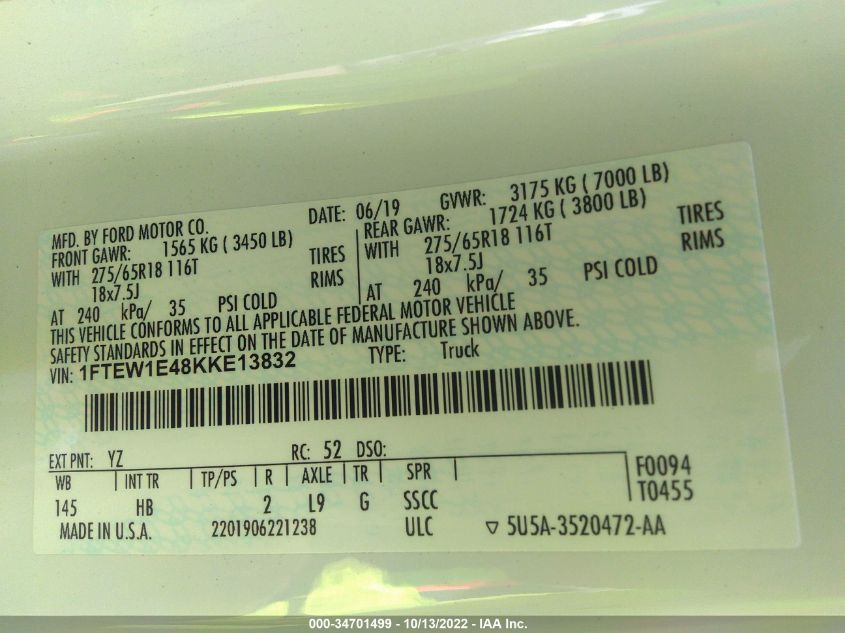 MFD. BY FORD MOTOR CO.
DATE: 06/19 GVWR: 3175 KG ( 7000 LB)
FRONT GAWR: 1565 KG ( 3450 LB)
WITH 275/65R18 116T TIRES
18x7.5J RIMS
AT 240 kPa/ 35 PSI COLD
REAR GAWR: 1724 KG ( 3800 LB)
WITH 275/65R18 116T TIRES
18x7.5J RIMS
AT 240 kPa/ 35 PSI COLD
THIS VEHICLE CONFORMS TO ALL APPLICABLE FEDERAL MOTOR VEHICLE
SAFETY STANDARDS IN EFFECT ON THE DATE OF MANUFACTURE SHOWN ABOVE.
VIN: 1FTEW1E48KKE13832 TYPE: Truck
EXT PNT: YZ RC: 52 DSO:
WB INT TR TP/PS R AXLE TR SPR F0094
145 HB 2 L9 G SSCC T0455
MADE IN U.S.A. 2201906221238 ULC ▽ 5U5A-3520472-AA
000-34701499 - 10/13/2022 - IAA Inc.